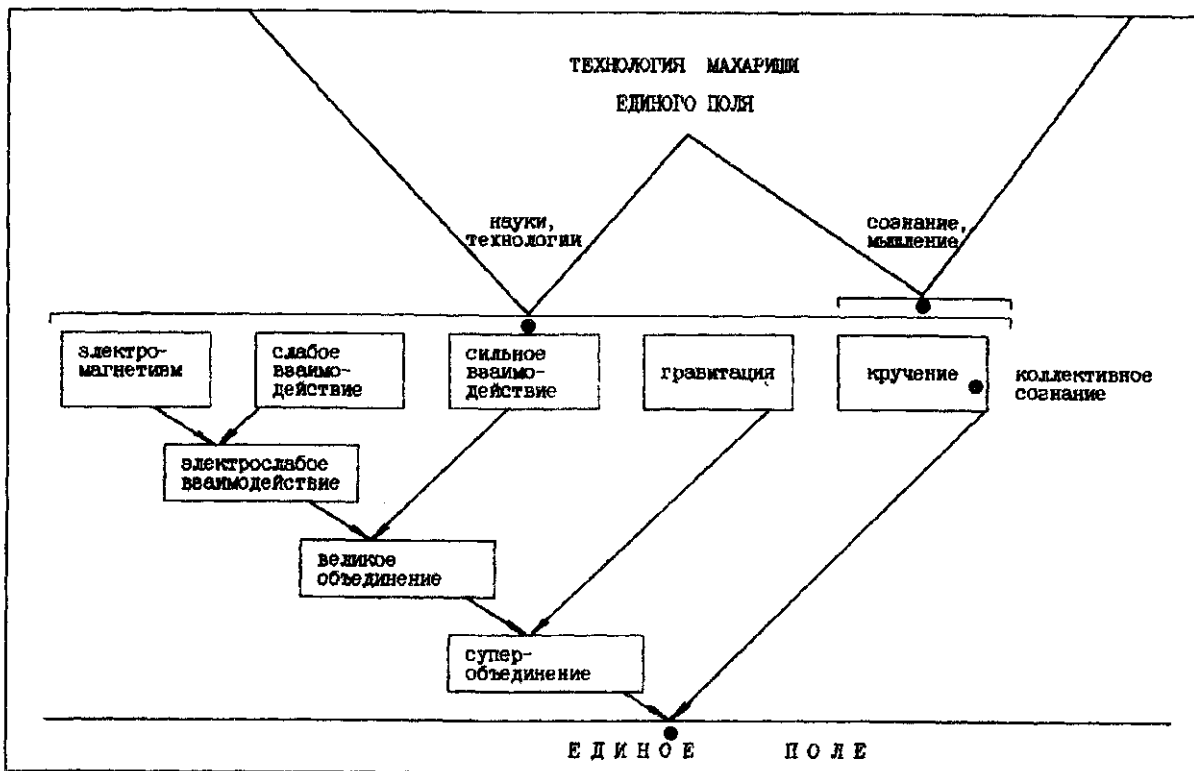 ТЕХНОЛОГИЯ МАХАРИШИ
ЕДИНОГО ПОЛЯ
науки,
технологии
сознание,
мышление
электро-
магнетизм
слабое
взаимо-
действие
сильное
взаимо-
действие
гравитация
кручение
коллективное
сознание
электрослабое
взаимодействие
великое
объединение
супер-
объединение
ЕДИНОЕ ПОЛЕ